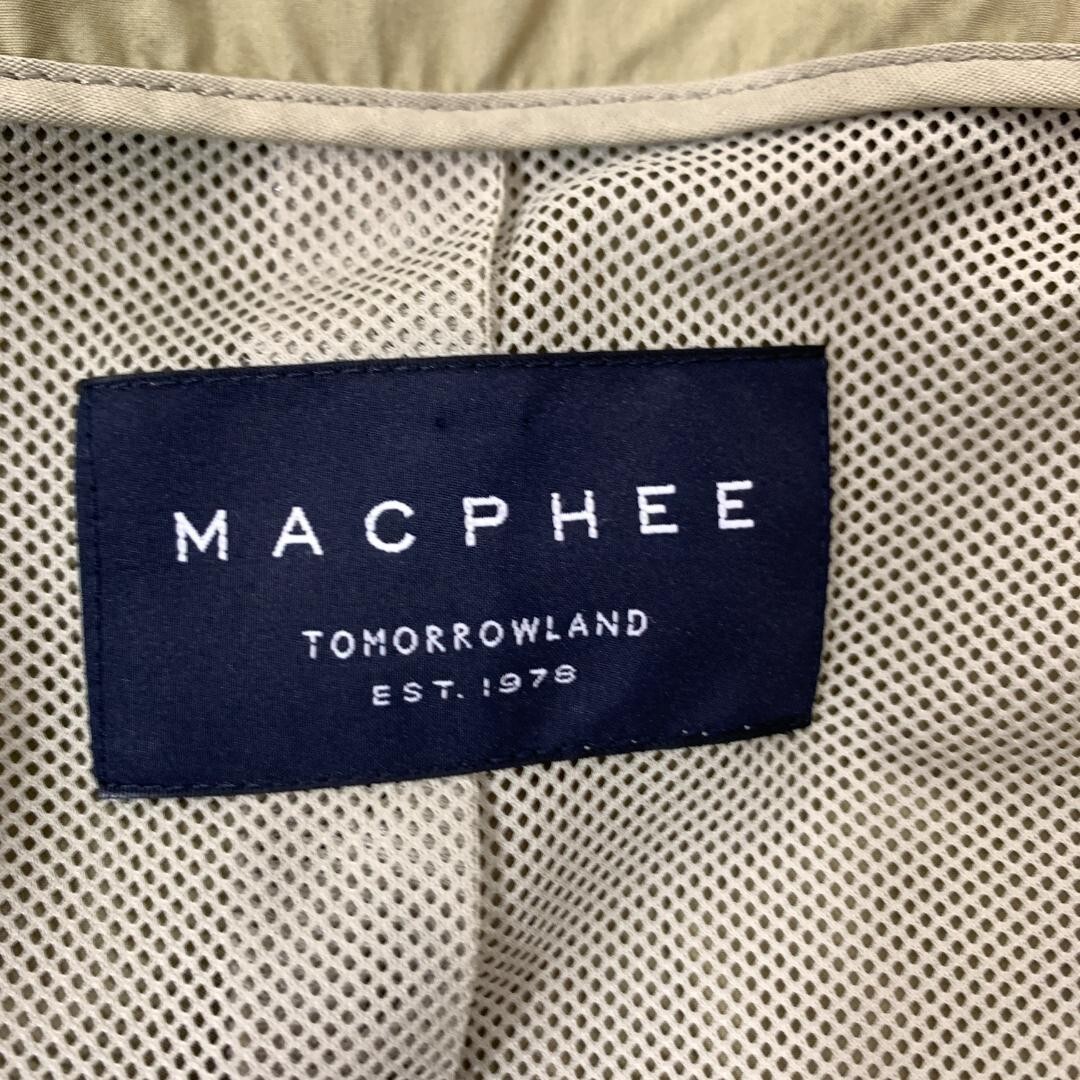 MACPHEE
TOMORROWLAND
EST. 1978